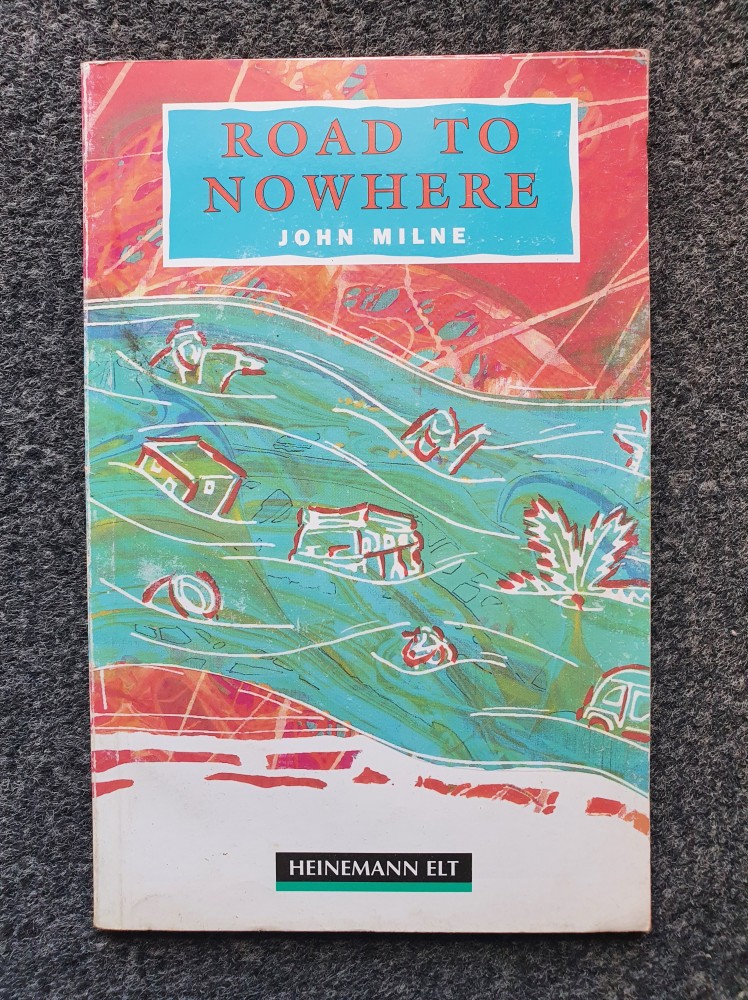 ROAD TO
NOWHERE
JOHN MILNE
HEINEMANN ELT